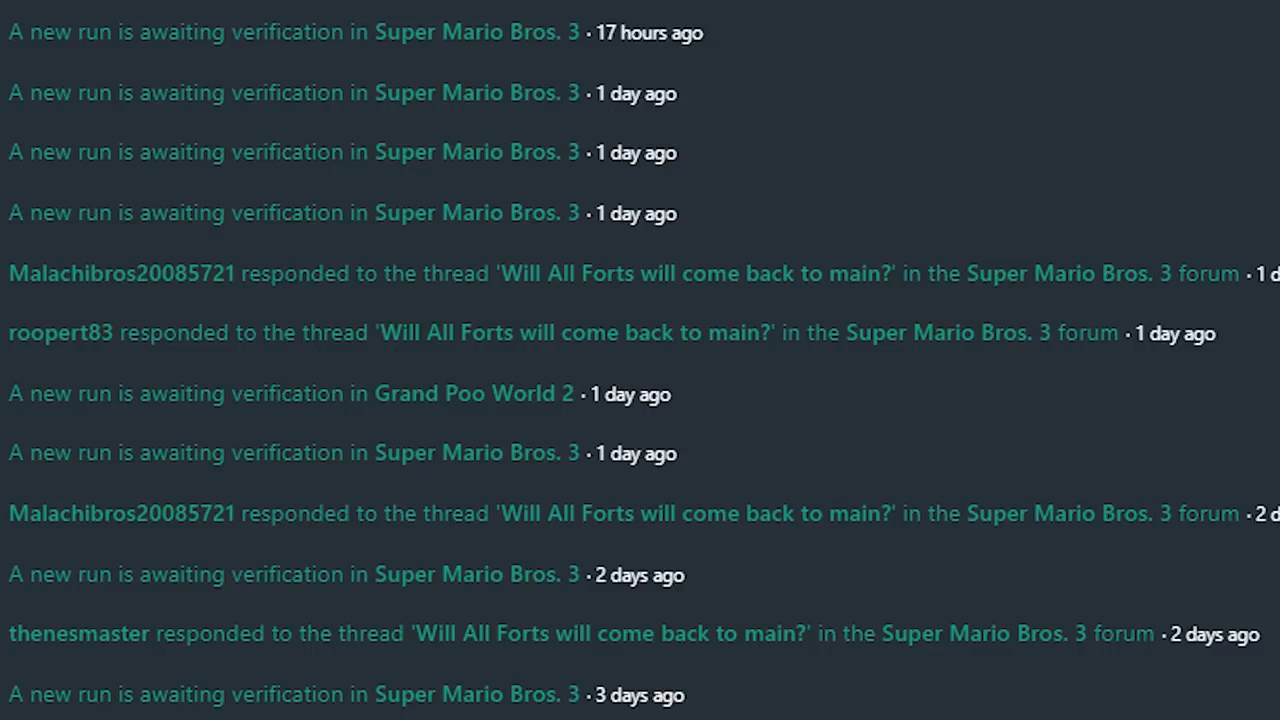 A new run is awaiting verification in Super Mario Bros. 3 · 17 hours ago
A new run is awaiting verification in Super Mario Bros. 3 · 1 day ago
A new run is awaiting verification in Super Mario Bros. 3 · 1 day ago
A new run is awaiting verification in Super Mario Bros. 3 · 1 day ago
Malachibros20085721 responded to the thread 'Will All Forts will come back to main?' in the Super Mario Bros. 3 forum · 1 d
roopert83 responded to the thread 'Will All Forts will come back to main?' in the Super Mario Bros. 3 forum · 1 day ago
A new run is awaiting verification in Grand Poo World 2 · 1 day ago
A new run is awaiting verification in Super Mario Bros. 3 · 1 day ago
Malachibros20085721 responded to the thread 'Will All Forts will come back to main?' in the Super Mario Bros. 3 forum · 2 d
A new run is awaiting verification in Super Mario Bros. 3 · 2 days ago
thenesmaster responded to the thread 'Will All Forts will come back to main?' in the Super Mario Bros. 3 forum · 2 days ago
A new run is awaiting verification in Super Mario Bros. 3 · 3 days ago